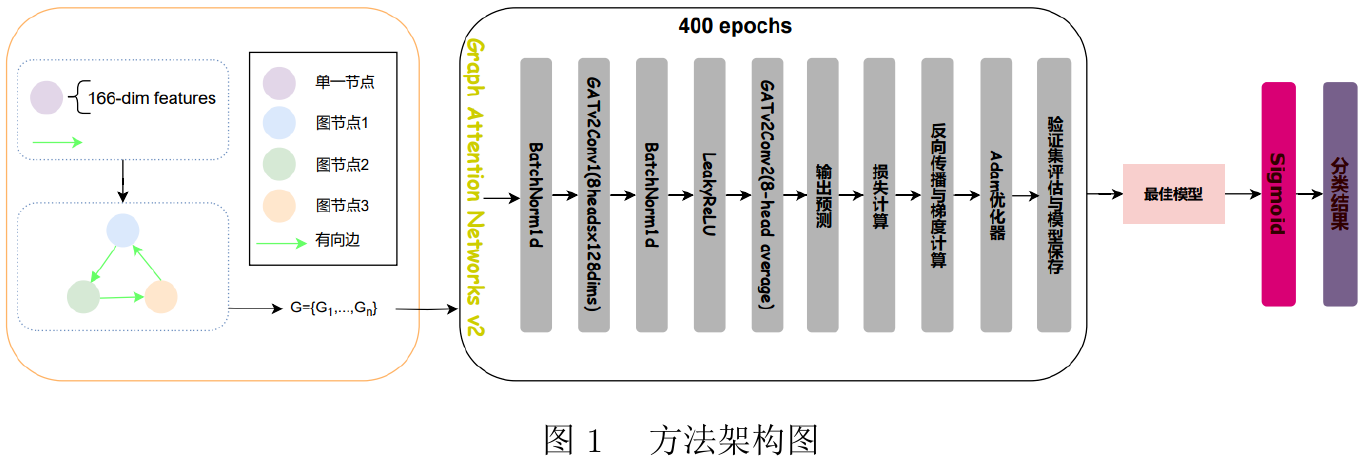 166-dim features
单一节点
图节点1
图节点2
图节点3
有向边
G={G1,...,Gn}
400 epochs
Graph Attention Networks v2
BatchNorm1d
GATv2Conv1(8headsx128dims)
BatchNorm1d
LeakyReLU
GATv2Conv2(8-head average)
输出预测
损失计算
反向传播与梯度计算
Adam优化器
验证集评估与模型保存
最佳模型
Sigmoid
分类结果
图 1 方法架构图